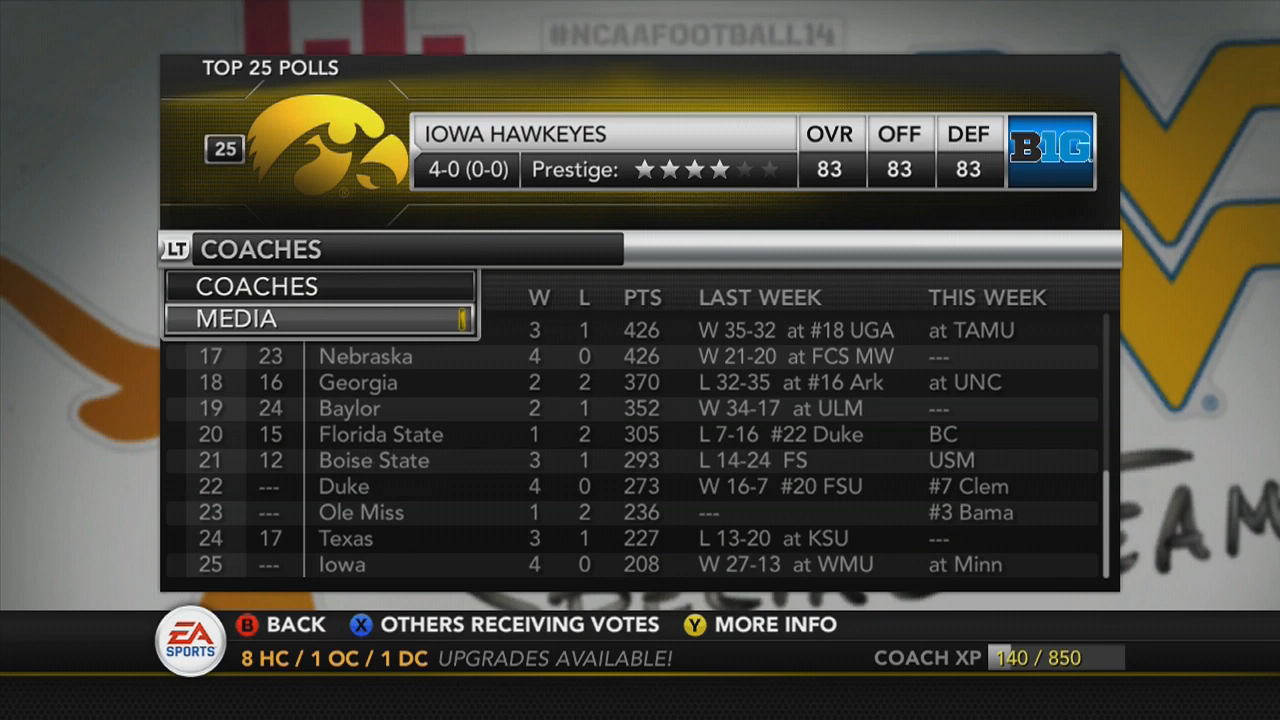 #NCAAFOOTBALL14
TOP 25 POLLS
25
IOWA HAWKEYES OVR OFF DEF B1G
4-0 (0-0) Prestige: 83 83 83
LT COACHES
COACHES
MEDIA
W L PTS LAST WEEK THIS WEEK
3 1 426 W 35-32 at #18 UGA at TAMU
17 23 Nebraska 4 0 426 W 21-20 at FCS MW ---
18 16 Georgia 2 2 370 L 32-35 at #16 Ark at UNC
19 24 Baylor 2 1 352 W 34-17 at ULM ---
20 15 Florida State 1 2 305 L 7-16 #22 Duke BC
21 12 Boise State 3 1 293 L 14-24 FS USM
22 --- Duke 4 0 273 W 16-7 #20 FSU #7 Clem
23 --- Ole Miss 1 2 236 --- #3 Bama
24 17 Texas 3 1 227 L 13-20 at KSU ---
25 --- Iowa 4 0 208 W 27-13 at WMU at Minn
EA SPORTS
B BACK X OTHERS RECEIVING VOTES Y MORE INFO
8 HC / 1 OC / 1 DC UPGRADES AVAILABLE! COACH XP 140 / 850